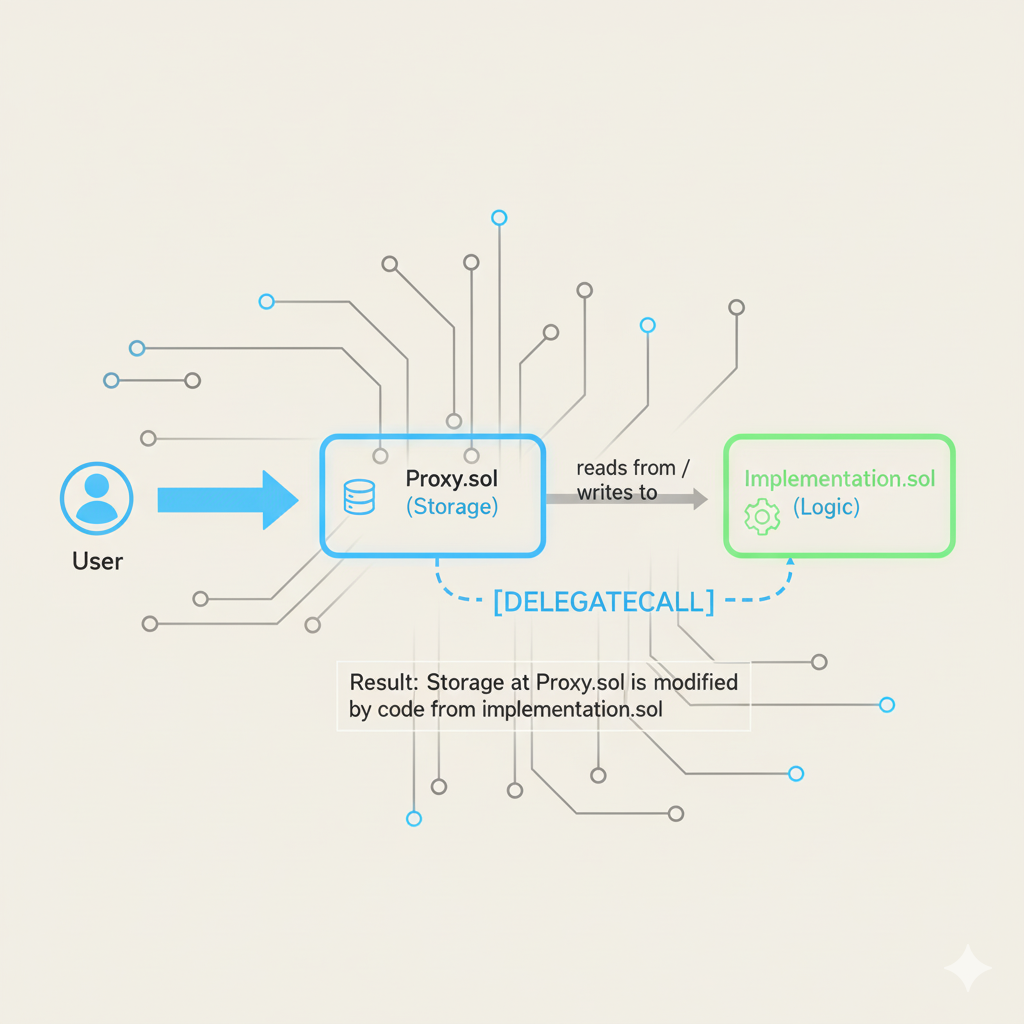 Proxy.sol
(Storage)
reads from /
writes to
Implementation.sol
(Logic)
User
[DELEGATECALL]
Result: Storage at Proxy.sol is modified
by code from implementation.sol